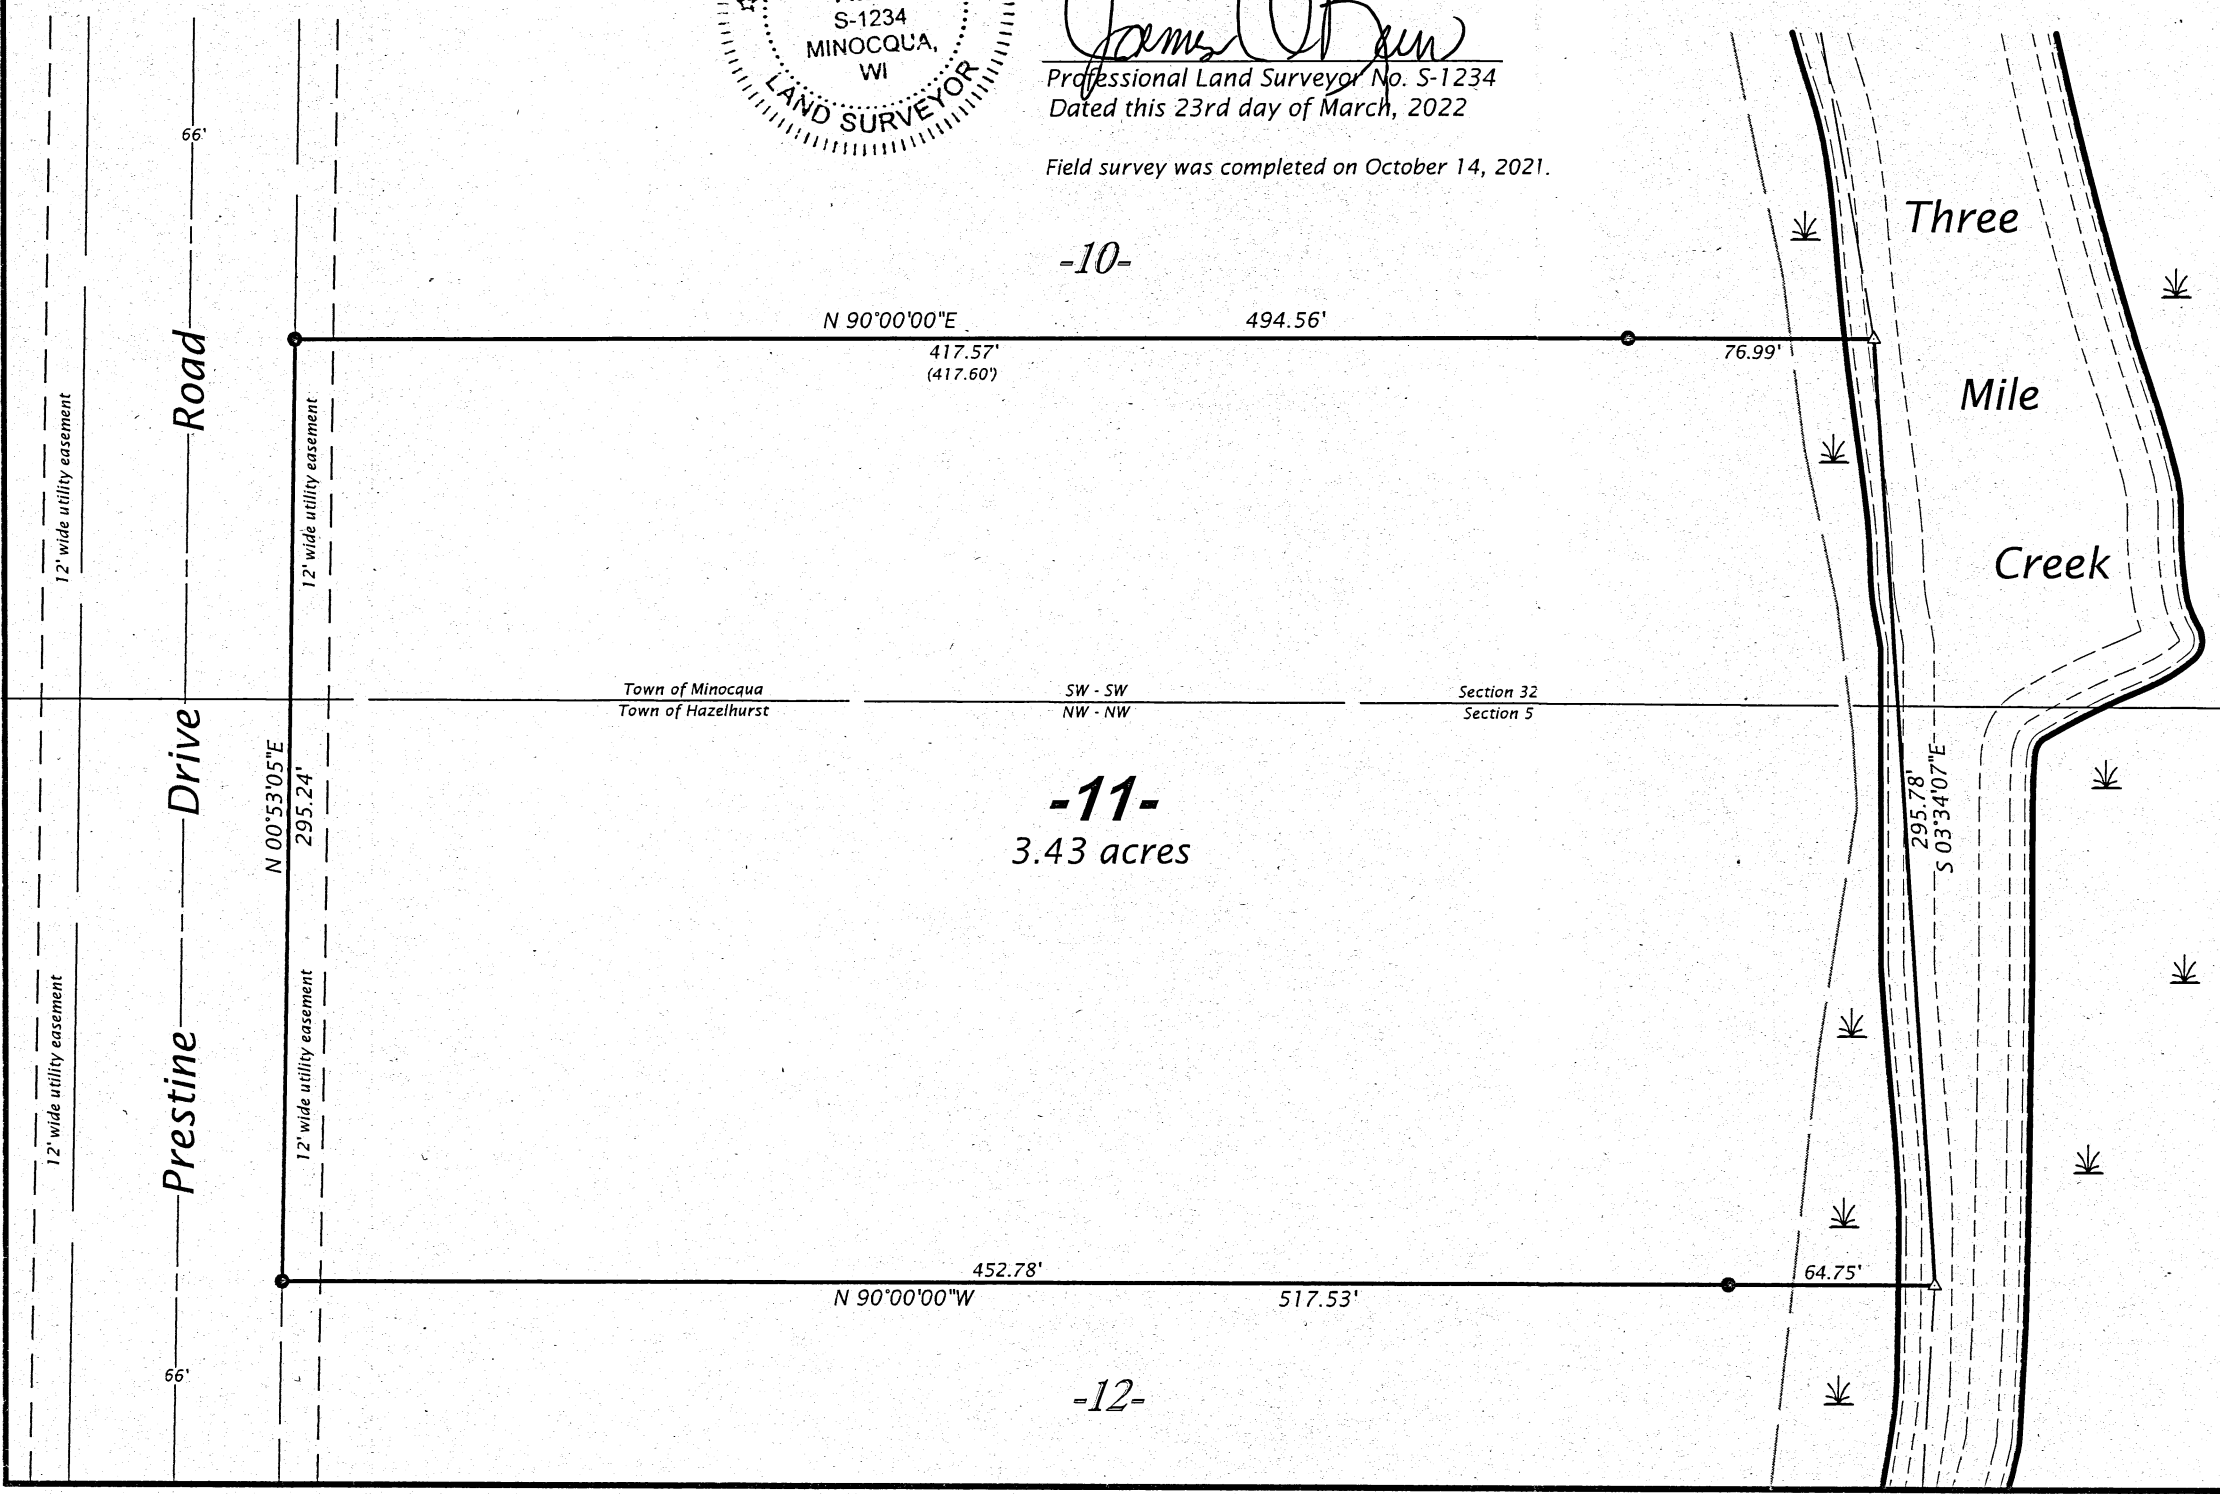 S-1234
MINOCQUA,
WI
LAND SURVEYOR
Professional Land Surveyor No. S-1234
Dated this 23rd day of March, 2022
Field survey was completed on October 14, 2021.
66'
-10-
Three
Mile
Creek
N 90°00'00"E
494.56'
417.57'
(417.60')
76.99'
Prestine Drive Road
12' wide utility easement
12' wide utility easement
12' wide utility easement
12' wide utility easement
Town of Minocqua
Town of Hazelhurst
SW - SW
NW - NW
Section 32
Section 5
N 00°53'05"E
295.24'
-11-
3.43 acres
295.78'
S 03°34'07"E
452.78'
64.75'
N 90°00'00"W
517.53'
66'
-12-